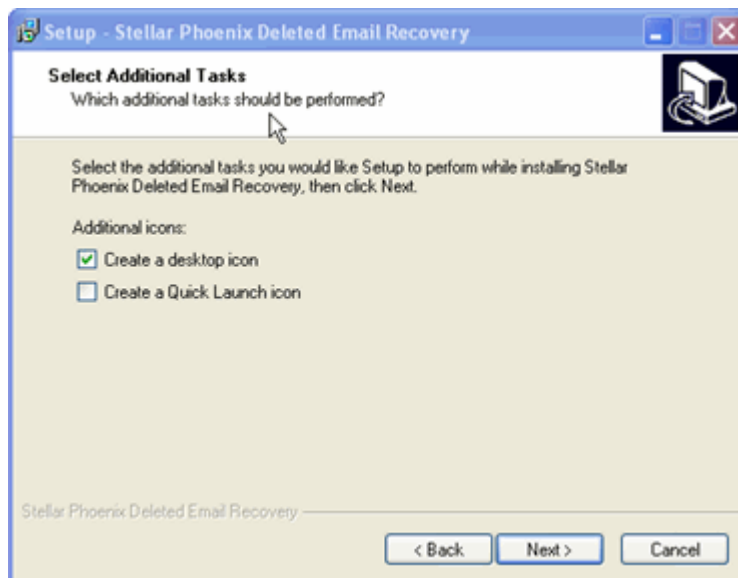 Setup - Stellar Phoenix Deleted Email Recovery
Select Additional Tasks
Which additional tasks should be performed?
Select the additional tasks you would like Setup to perform while installing Stellar
Phoenix Deleted Email Recovery, then click Next.
Additional icons:
Create a desktop icon
Create a Quick Launch icon
Stellar Phoenix Deleted Email Recovery
< Back Next > Cancel